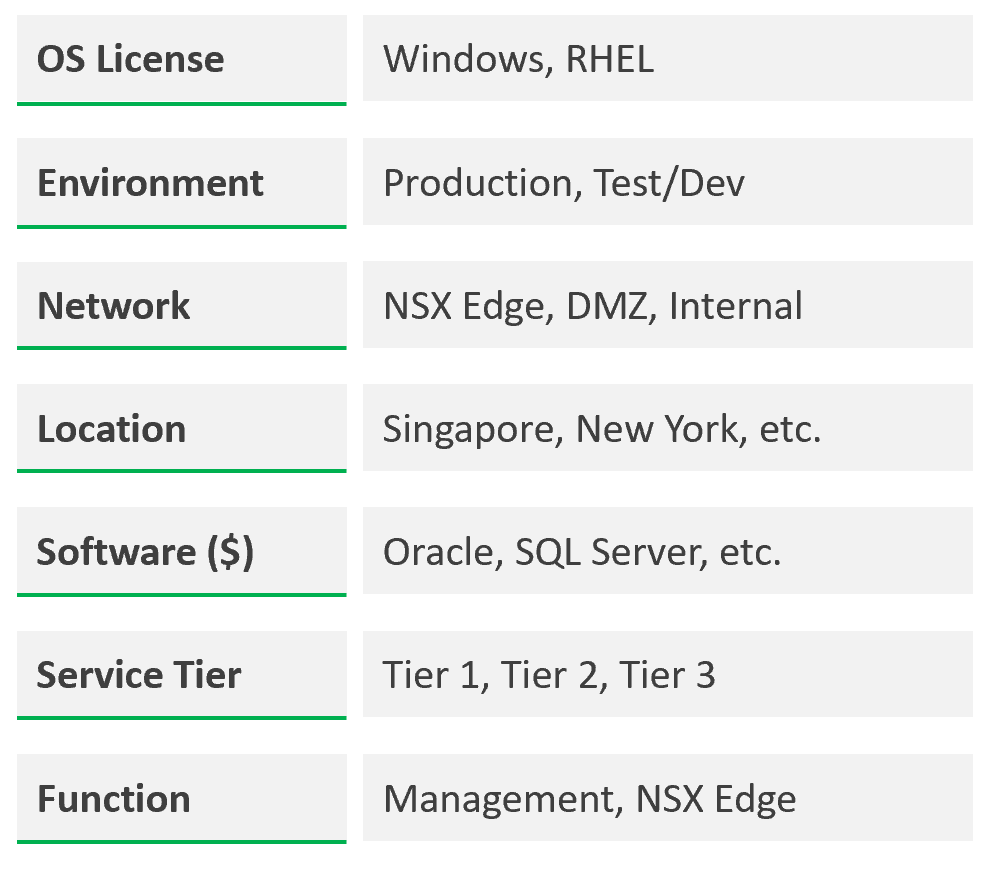 OS License
Windows, RHEL
Environment
Production, Test/Dev
Network
NSX Edge, DMZ, Internal
Location
Singapore, New York, etc.
Software ($)
Oracle, SQL Server, etc.
Service Tier
Tier 1, Tier 2, Tier 3
Function
Management, NSX Edge